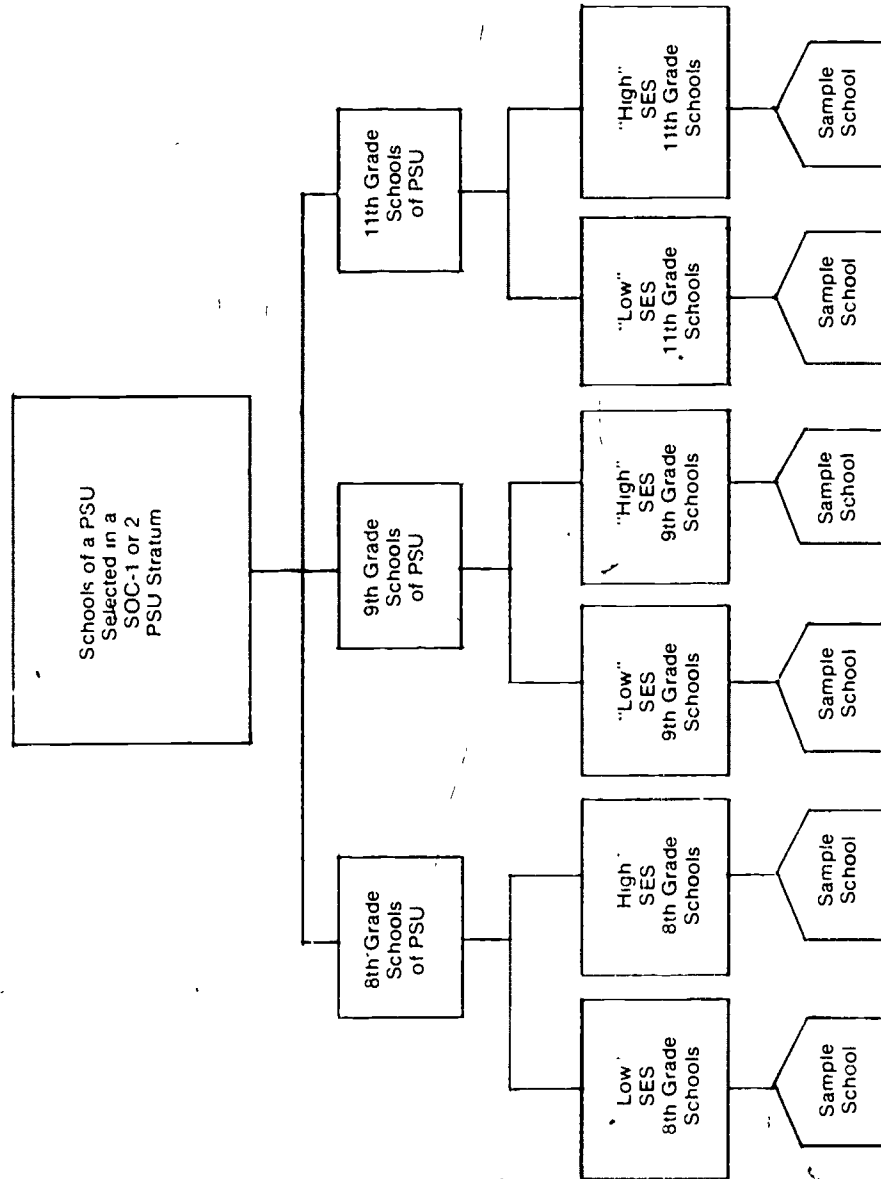 Schools of a PSU
Selected in a
SOC-1 or 2
PSU Stratum
8th Grade
Schools
of PSU
9th Grade
Schools
of PSU
11th Grade
Schools
of PSU
Low
SES
8th Grade
Schools
High
SES
8th Grade
Schools
"Low"
SES
9th Grade
Schools
"High"
SES
9th Grade
Schools
"Low"
SES
11th Grade
Schools
"High"
SES
11th Grade
Schools
Sample
School
Sample
School
Sample
School
Sample
School
Sample
School
Sample
School